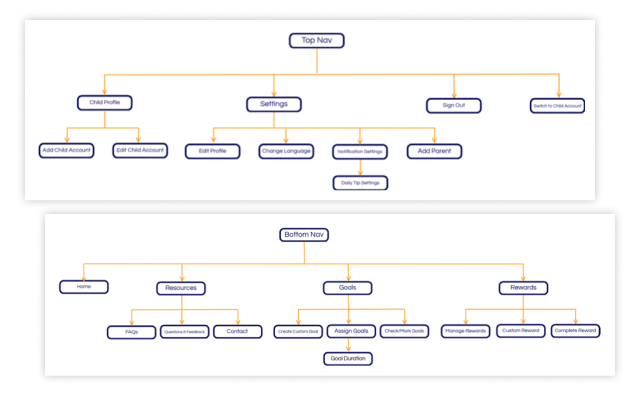 Top Nav
Child Profile
Settings
Sign Out
Switch to Child Account
Add Child Account
Edit Child Account
Edit Profile
Change Language
Notification Settings
Add Parent
Daily Tip Settings
Bottom Nav
Home
Resources
Goals
Rewards
FAQs
Questions & Feedback
Contact
Create Custom Goal
Assign Goals
Check/Mark Goals
Manage Rewards
Custom Reward
Complete Reward
Goal Duration